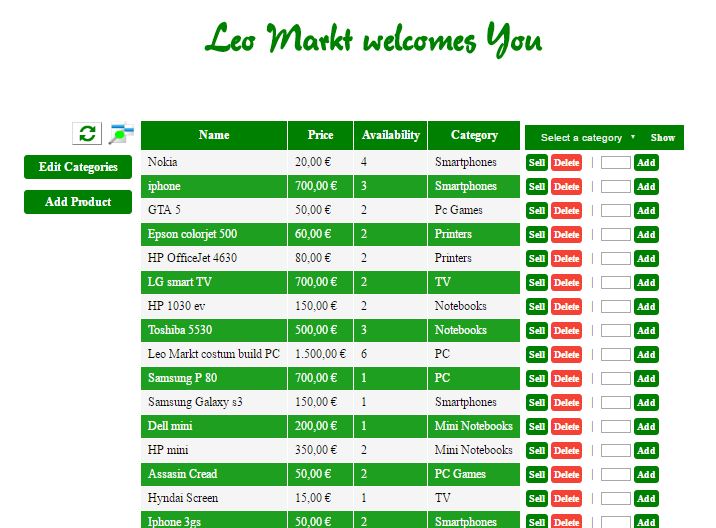 Leo Markt welcomes You
Name Price Availability Category Select a category ▼ Show
Edit Categories
Add Product
Nokia 20,00 € 4 Smartphones Sell Delete | Add
iphone 700,00 € 3 Smartphones Sell Delete | Add
GTA 5 50,00 € 2 Pc Games Sell Delete | Add
Epson colorjet 500 60,00 € 2 Printers Sell Delete | Add
HP OfficeJet 4630 80,00 € 2 Printers Sell Delete | Add
LG smart TV 700,00 € 2 TV Sell Delete | Add
HP 1030 ev 150,00 € 2 Notebooks Sell Delete | Add
Toshiba 5530 500,00 € 3 Notebooks Sell Delete | Add
Leo Markt costum build PC 1.500,00 € 6 PC Sell Delete | Add
Samsung P 80 700,00 € 1 PC Sell Delete | Add
Samsung Galaxy s3 150,00 € 1 Smartphones Sell Delete | Add
Dell mini 200,00 € 1 Mini Notebooks Sell Delete | Add
HP mini 350,00 € 2 Mini Notebooks Sell Delete | Add
Assasin Cread 50,00 € 2 PC Games Sell Delete | Add
Hyndai Screen 15,00 € 1 TV Sell Delete | Add
Iphone 3gs 50,00 € 2 Smartphones Sell Delete | Add